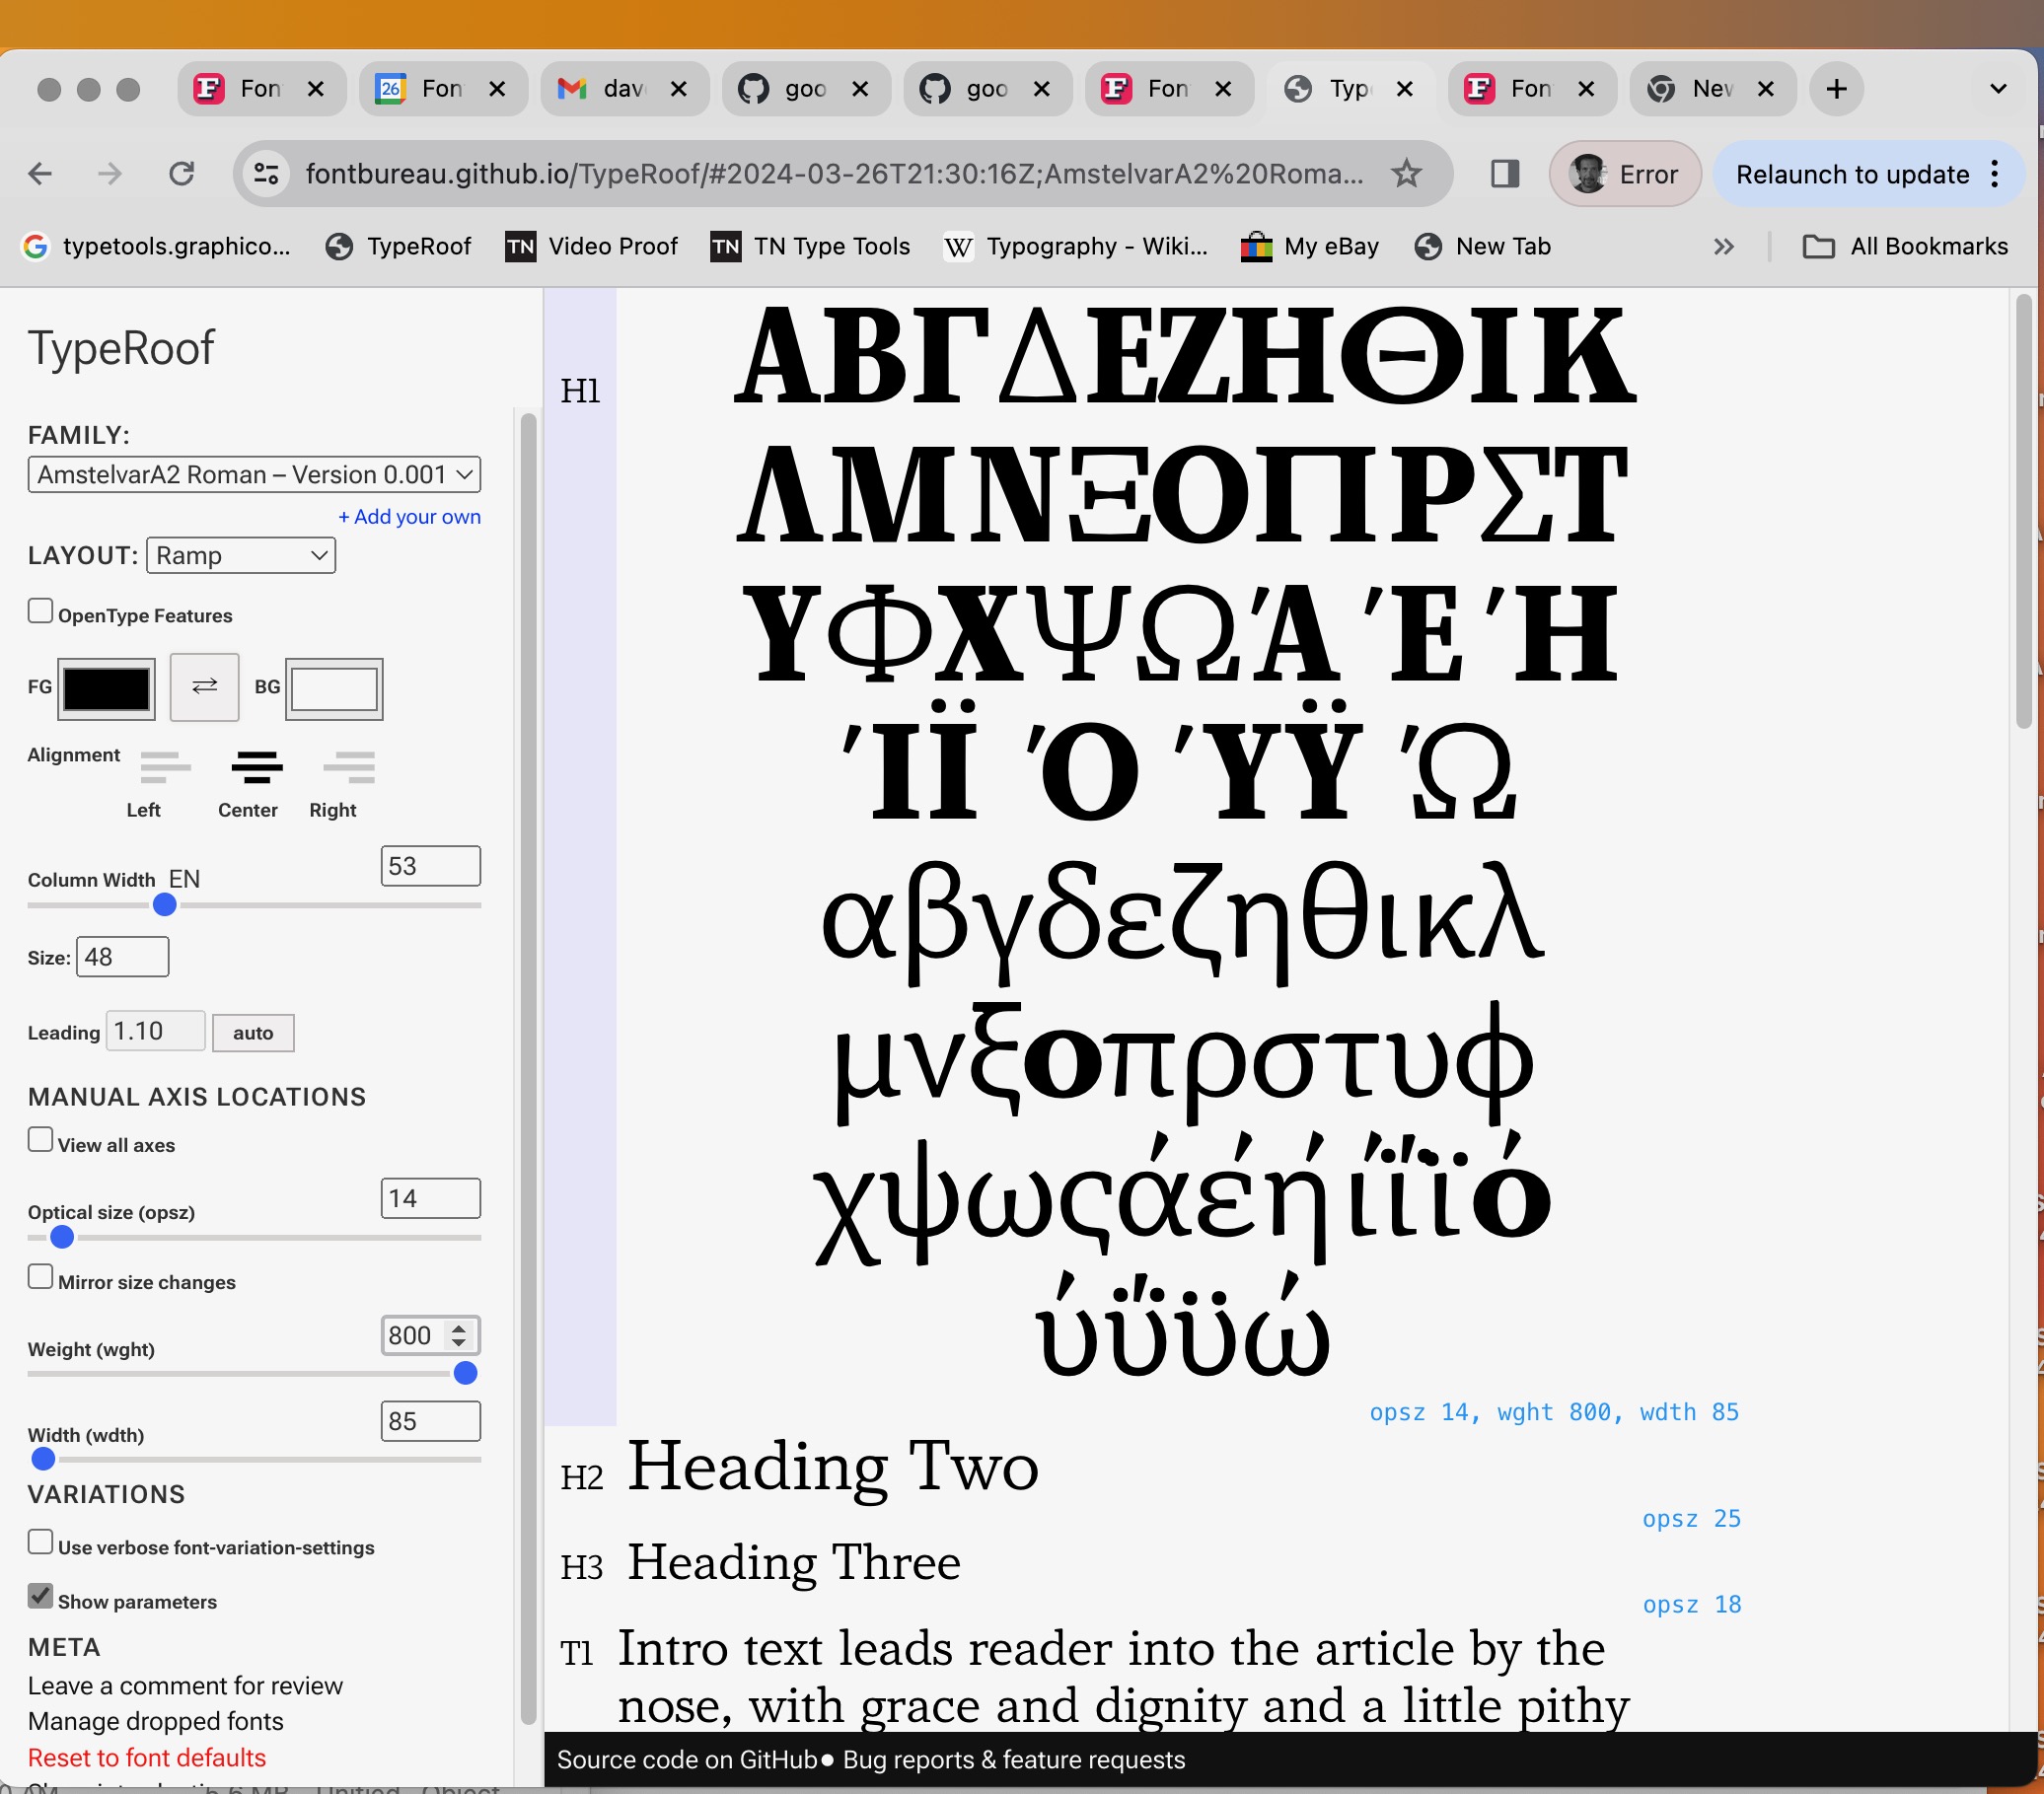 Fon
26 Fon
dav
goo
goo
Fon
Typ
Fon
New
fontbureau.github.io/TypeRoof/#2024-03-26T21:30:16Z;AmstelvarA2%20Roma...
Error
Relaunch to update
typetools.graphico...
TypeRoof
TN Video Proof
TN TN Type Tools
W Typography - Wiki...
My eBay
New Tab
»
All Bookmarks
TypeRoof
FAMILY:
AmstelvarA2 Roman – Version 0.001
+ Add your own
LAYOUT: Ramp
OpenType Features
FG
BG
Alignment
Left Center Right
Column Width EN 53
Size: 48
Leading 1.10 auto
MANUAL AXIS LOCATIONS
View all axes
Optical size (opsz) 14
Mirror size changes
Weight (wght) 800
Width (wdth) 85
VARIATIONS
Use verbose font-variation-settings
Show parameters
META
Leave a comment for review
Manage dropped fonts
Reset to font defaults
H1
ΑΒΓΔΕΖΗΘΙΚ
ΛΜΝΞΟΠΡΣΤ
ΥΦΧΨΩΆΈΉ
ΊΪΌΎΫΏ
αβγδεζηθικλ
μνξοπρστυφ
χψωςάέήίΐϊό
ύΰϋώ
opsz 14, wght 800, wdth 85
H2 Heading Two
opsz 25
H3 Heading Three
opsz 18
T1 Intro text leads reader into the article by the
nose, with grace and dignity and a little pithy
Source code on GitHub● Bug reports & feature requests